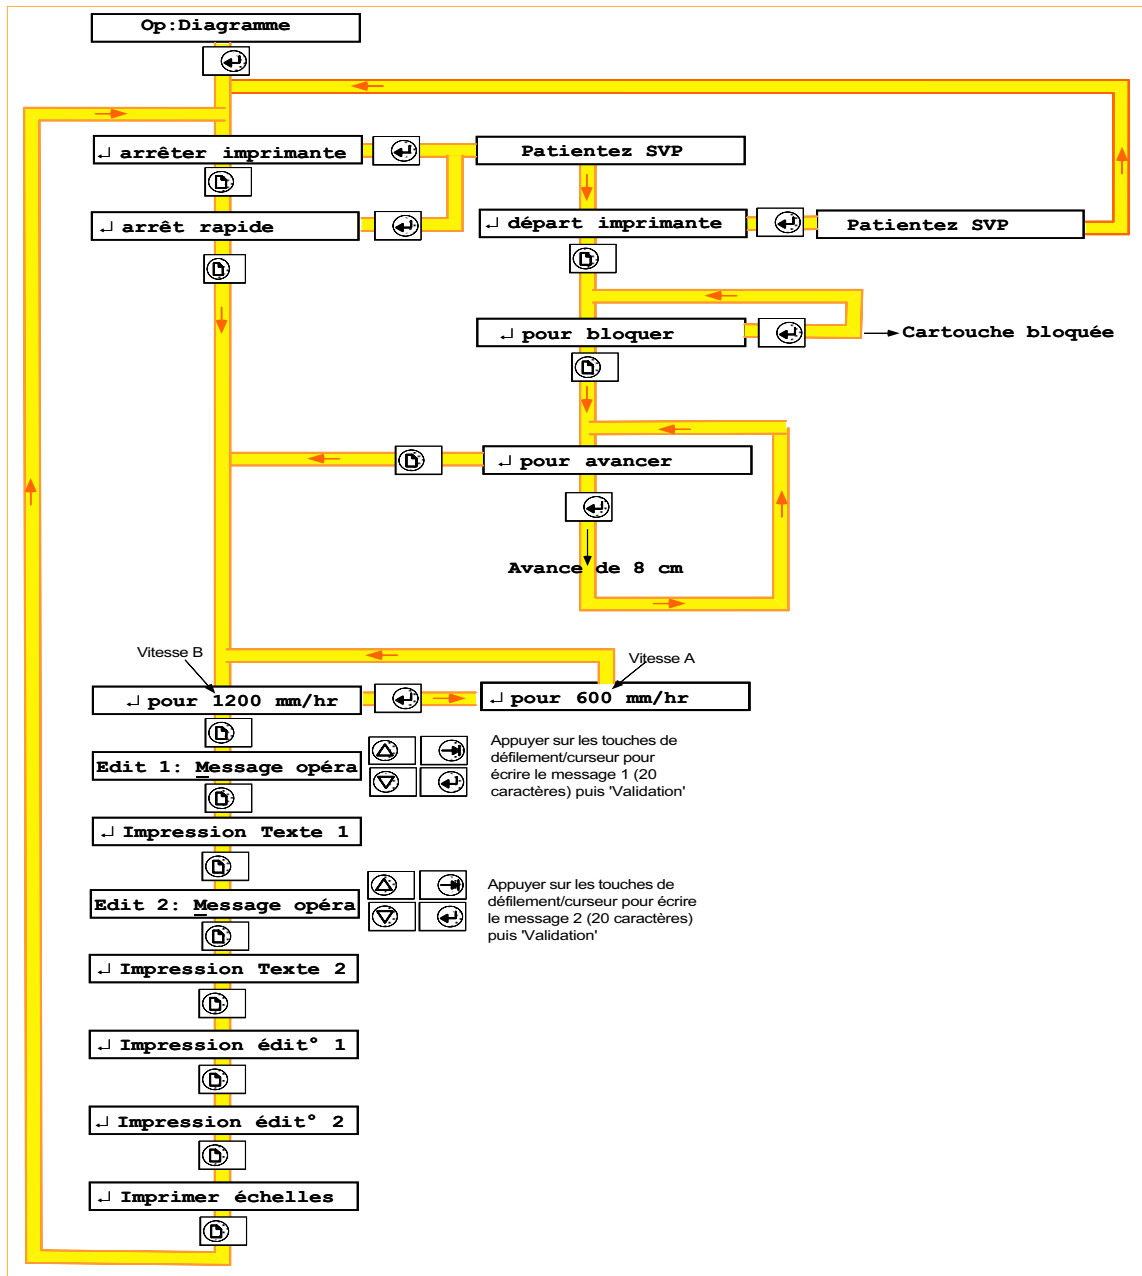 Op:Diagramme
↵ arrêter imprimante
Patientez SVP
↵ arrêt rapide
↵ départ imprimante
Patientez SVP
↵ pour bloquer
Cartouche bloquée
↵ pour avancer
Avance de 8 cm
Vitesse B
Vitesse A
↵ pour 1200 mm/hr
↵ pour 600 mm/hr
Edit 1: Message opéra
Appuyer sur les touches de
défilement/curseur pour
écrire le message 1 (20
caractères) puis 'Validation'
↵ Impression Texte 1
Edit 2: Message opéra
Appuyer sur les touches de
défilement/curseur pour écrire
le message 2 (20 caractères)
puis 'Validation'
↵ Impression Texte 2
↵ Impression édit° 1
↵ Impression édit° 2
↵ Imprimer échelles